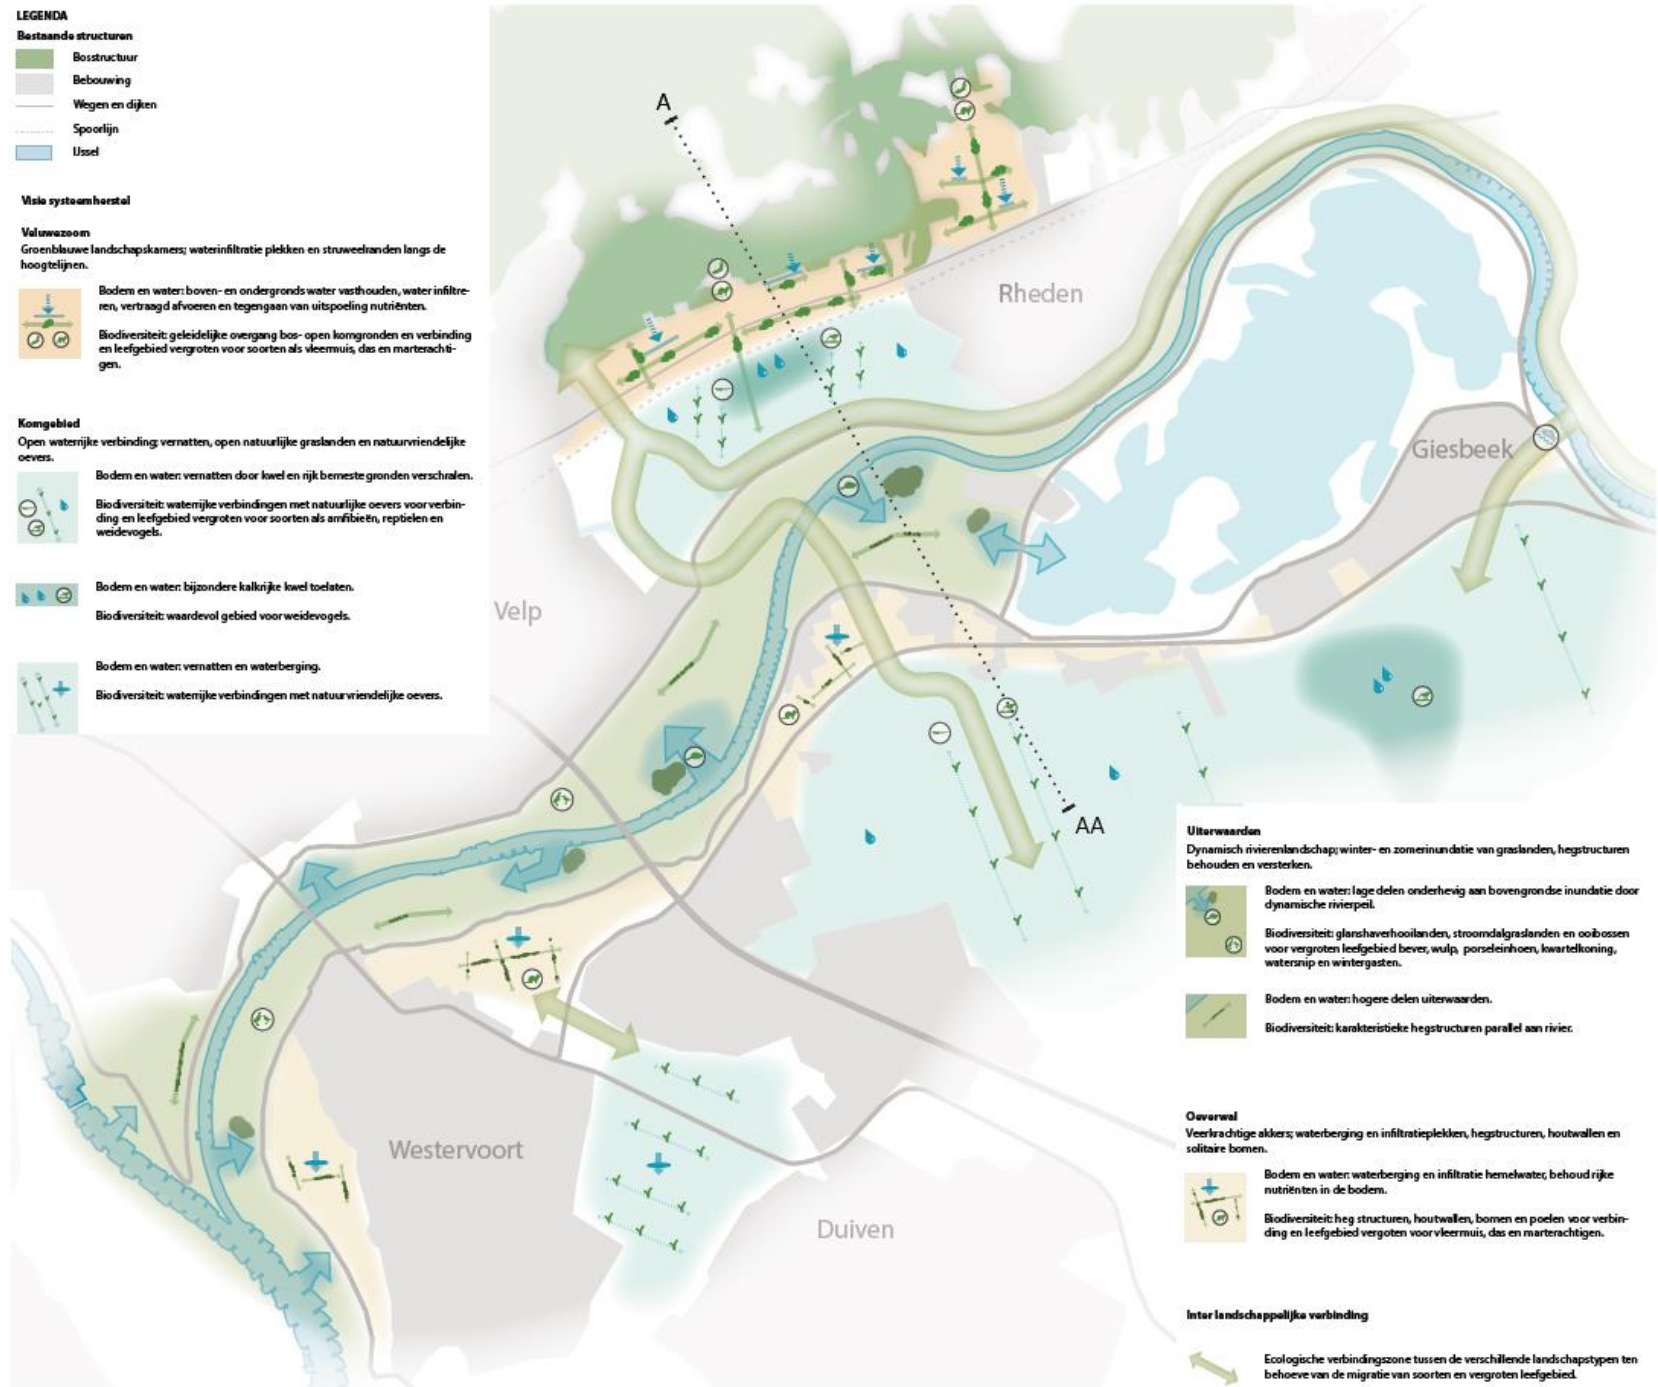 LEGENDA
Bestaande structuren
Bosstructuur
Bebouwing
Wegen en dijken
Spoorlijn
IJssel
Visie systeemherstel
Veluwezoom
Groenblauwe landschapskamers; waterinfiltratie plekken en struweelranden langs de
hoogtelijnen.
Bodem en water: boven- en ondergronds water vasthouden, water infiltre-
ren, vertraagd afvoeren en tegengaan van uitspoeling nutriënten.
Biodiversiteit: geleidelijke overgang bos- open komgronden en verbinding
en leefgebied vergroten voor soorten als vleermuis, das en marterachti-
gen.
Komgebied
Open waterrijke verbinding; vernatten, open natuurlijke graslanden en natuurvriendelijke
oevers.
Bodem en water: vernatten door kwel en rijk bemeste gronden verschralen.
Biodiversiteit: waterrijke verbindingen met natuurlijke oevers voor verbin-
ding en leefgebied vergroten voor soorten als amfibieën, reptielen en
weidevogels.
Bodem en water: bijzondere kalkrijke kwel toelaten.
Biodiversiteit: waardevol gebied voor weidevogels.
Bodem en water: vernatten en waterberging.
Biodiversiteit: waterrijke verbindingen met natuurvriendelijke oevers.
A
Rheden
Giesbeek
Velp
AA
Westervoort
Duiven
Uiterwaarden
Dynamisch rivierenlandschap; winter- en zomerinundatie van graslanden, hegstructuren
behouden en versterken.
Bodem en water: lage delen onderhevig aan bovengrondse inundatie door
dynamische rivierpeil.
Biodiversiteit: glanshaverhooilanden, stroomdalgraslanden en ooibossen
voor vergroten leefgebied bever, wulp, porseleinhoen, kwartelkoning,
watersnip en wintergasten.
Bodem en water: hogere delen uiterwaarden.
Biodiversiteit: karakteristieke hegstructuren parallel aan rivier.
Oeverwal
Veerkrachtige akkers; waterberging en infiltratieplekken, hegstructuren, houtwallen en
solitaire bomen.
Bodem en water: waterberging en infiltratie hemelwater, behoud rijke
nutriënten in de bodem.
Biodiversiteit: heg structuren, houtwallen, bomen en poelen voor verbin-
ding en leefgebied vergoten voor vleermuis, das en marterachtigen.
Inter landschappelijke verbinding
Ecologische verbindingszone tussen de verschillende landschapstypen ten
behoeve van de migratie van soorten en vergroten leefgebied.